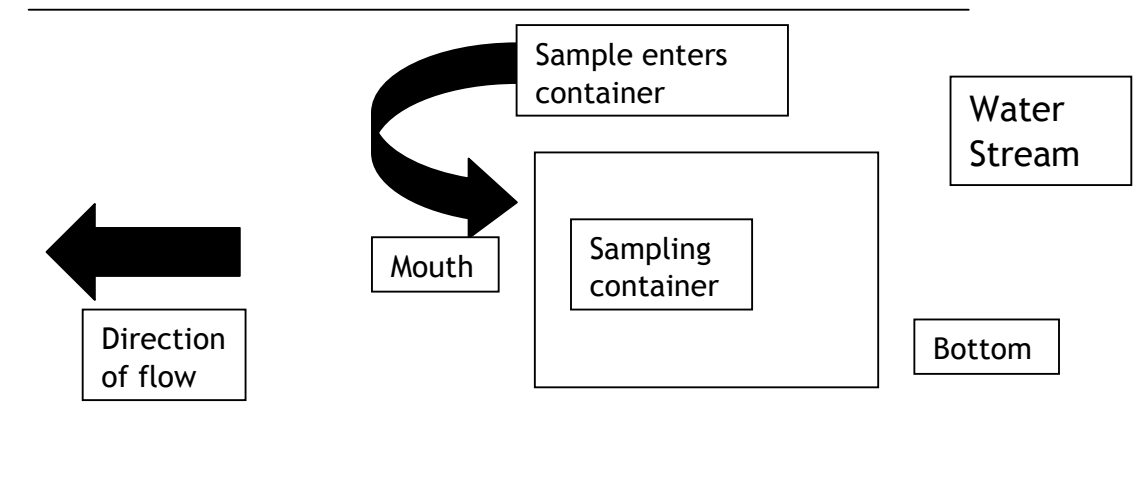 Sample enters
container
Water
Stream
Sampling
container
Mouth
Direction
of flow
Bottom